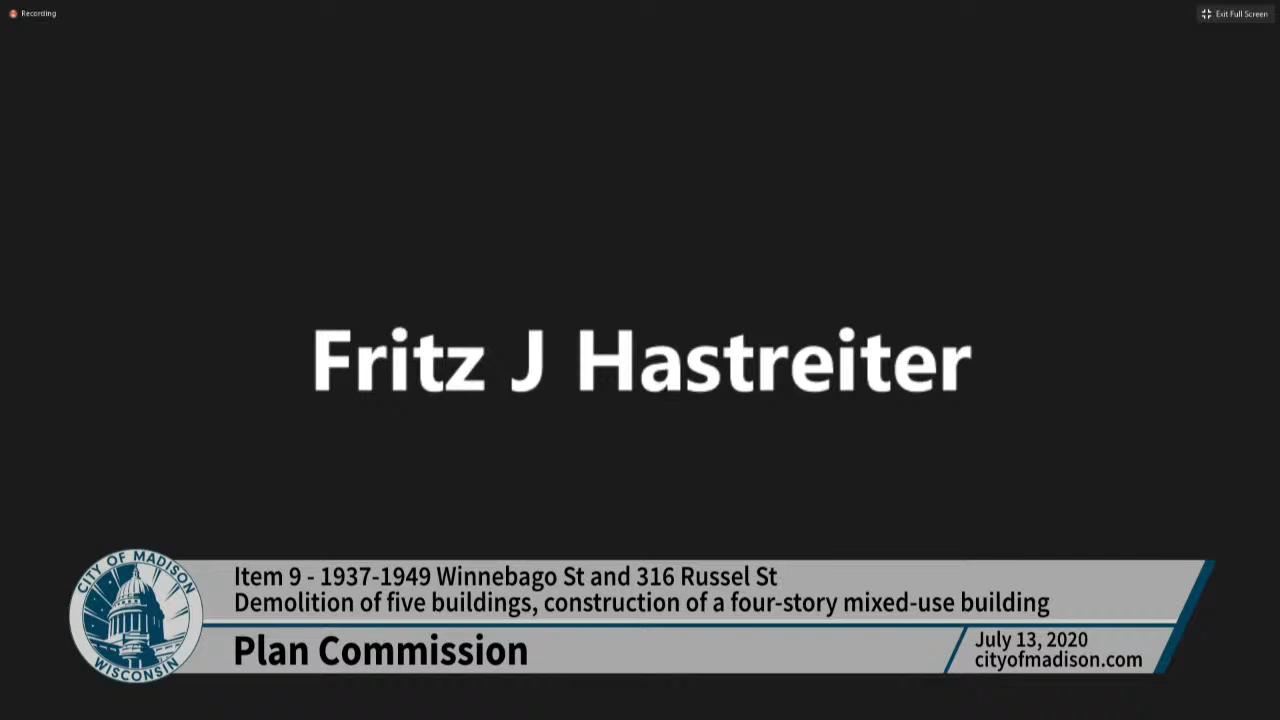 Recording
Exit Full Screen
Fritz J Hastreiter
CITY OF MADISON
WISCONSIN
Item 9 - 1937-1949 Winnebago St and 316 Russel St
Demolition of five buildings, construction of a four-story mixed-use building
Plan Commission
July 13, 2020
cityofmadison.com